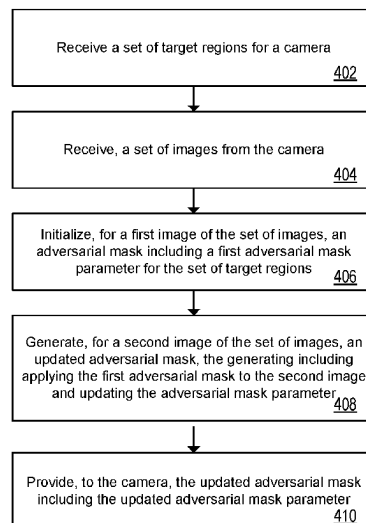 Receive a set of target regions for a camera
402
Receive, a set of images from the camera
404
Initialize, for a first image of the set of images, an
adversarial mask including a first adversarial mask
parameter for the set of target regions
406
Generate, for a second image of the set of images, an
updated adversarial mask, the generating including
applying the first adversarial mask to the second image
and updating the adversarial mask parameter
408
Provide, to the camera, the updated adversarial mask
including the updated adversarial mask parameter
410